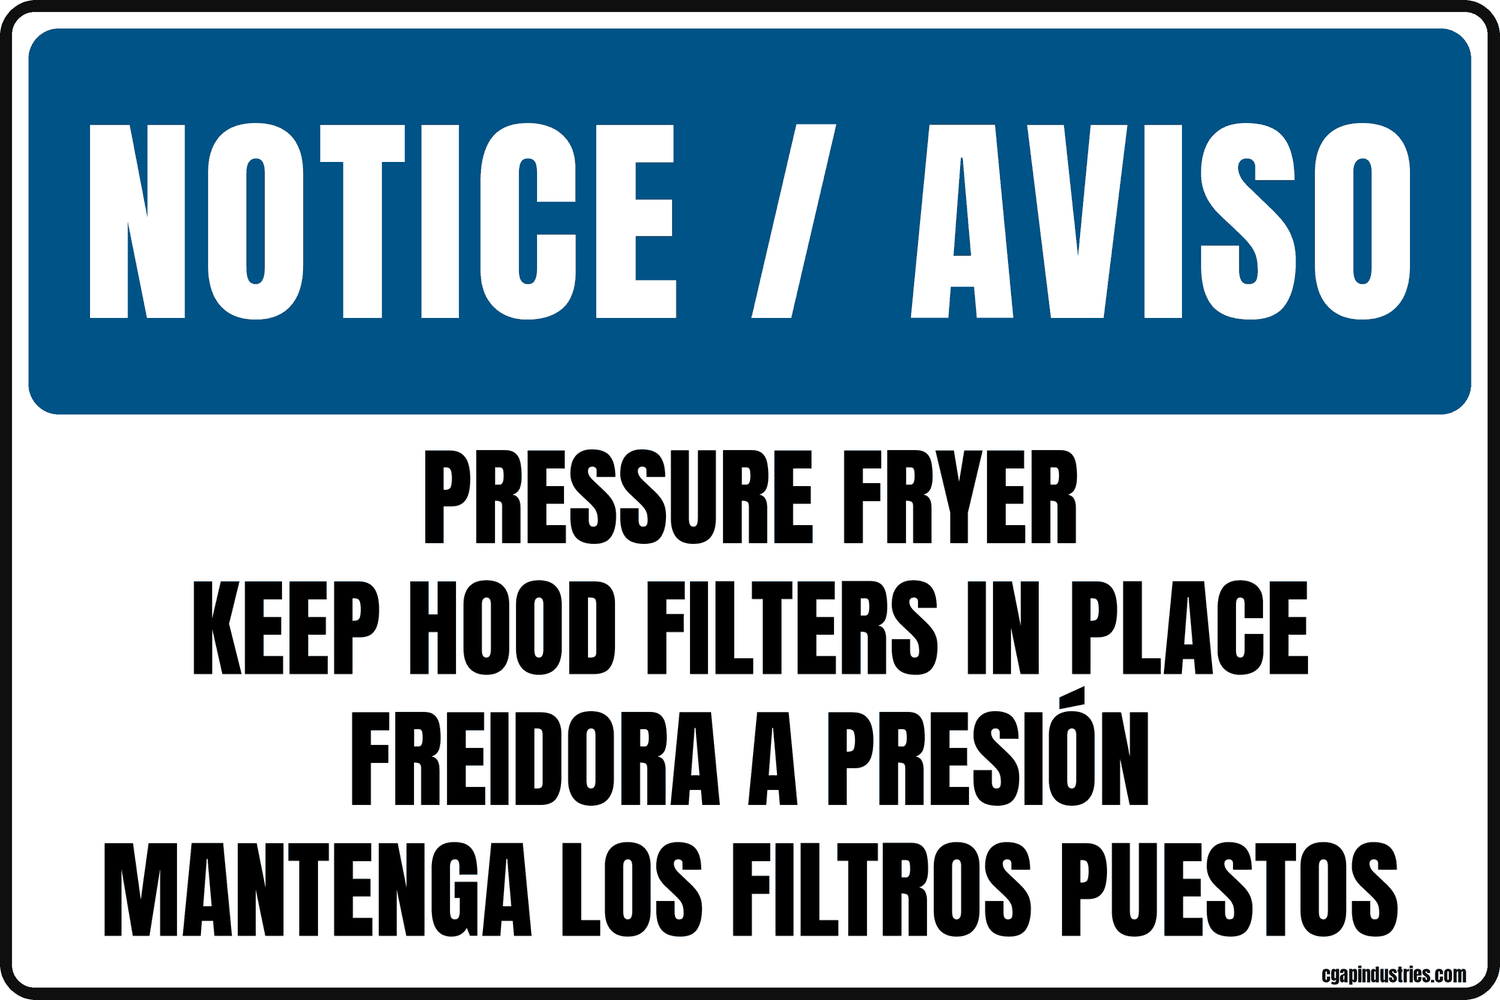 NOTICE / AVISO
PRESSURE FRYER
KEEP HOOD FILTERS IN PLACE
FREIDORA A PRESIÓN
MANTENGA LOS FILTROS PUESTOS
cgapindustries.com